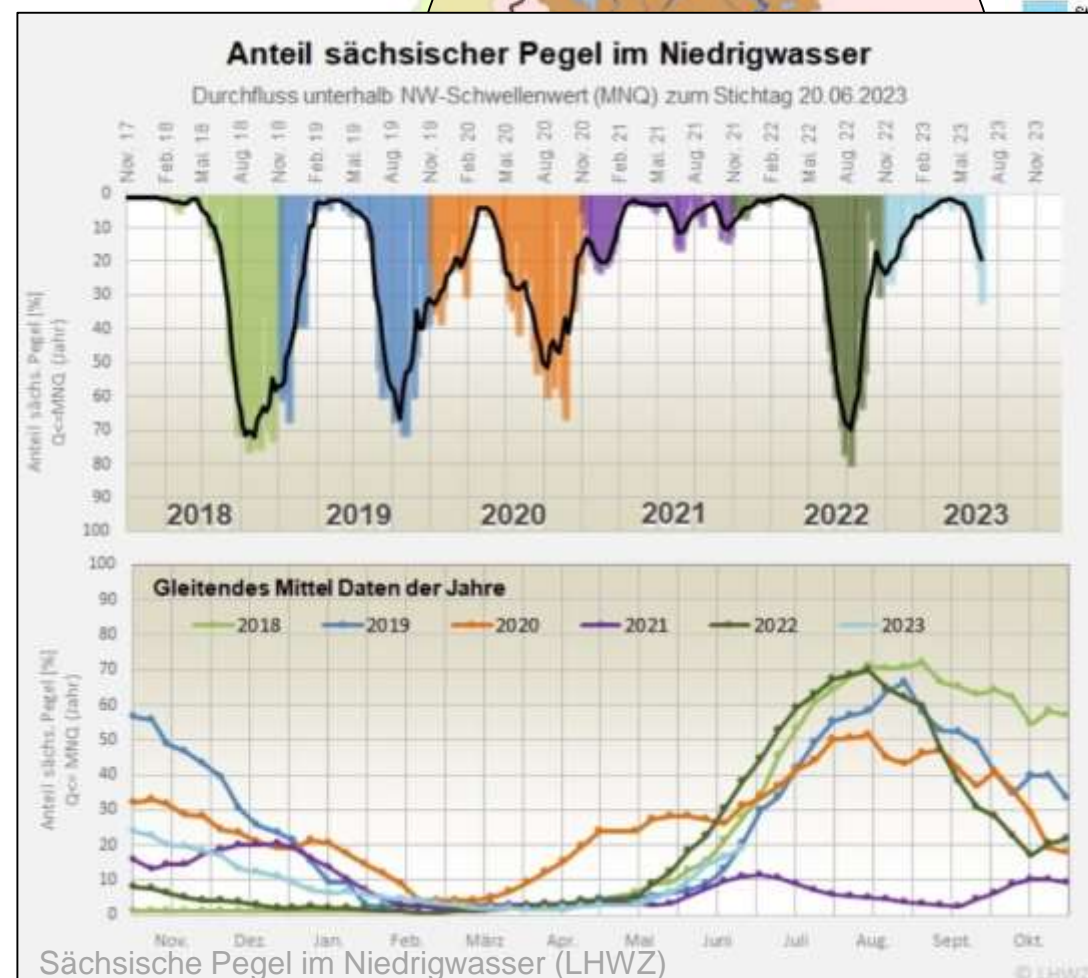 Anteil sächsischer Pegel im Niedrigwasser
Durchfluss unterhalb NW-Schwellenwert (MNQ) zum Stichtag 20.06.2023
Nov. 17 Feb. 18 Mai. 18 Aug. 18 Nov. 18 Feb. 19 Mai. 19 Aug. 19 Nov. 19 Feb. 20 Mai. 20 Aug. 20 Nov. 20 Feb. 21 Mai. 21 Aug. 21 Nov. 21 Feb. 22 Mai. 22 Aug. 22 Nov. 22 Feb. 23 Mai. 23 Aug. 23 Nov. 23
Anteil sächs. Pegel [%]
Q<=MNQ (Jahr)
0
10
20
30
40
50
60
70
80
90
100
2018 2019 2020 2021 2022 2023
Gleitendes Mittel Daten der Jahre
2018 2019 2020 2021 2022 2023
Anteil sächs. Pegel [%]
Q<= MNQ (Jahr)
100
90
80
70
60
50
40
30
20
10
0
Nov. Dez. Jan. Feb. März Apr. Mai. Juni Juli Aug. Sept. Okt.
Sächsische Pegel im Niedrigwasser (LHWZ)
© LHWZ